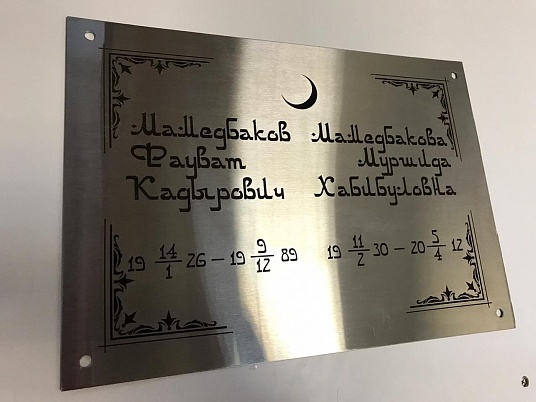 Мамедбаков Мамедбакова
Фауват Муршида
Кадырович Хабибуловна
19 14/1 26 – 19 9/12 89 19 11/2 30 – 20 5/4 12